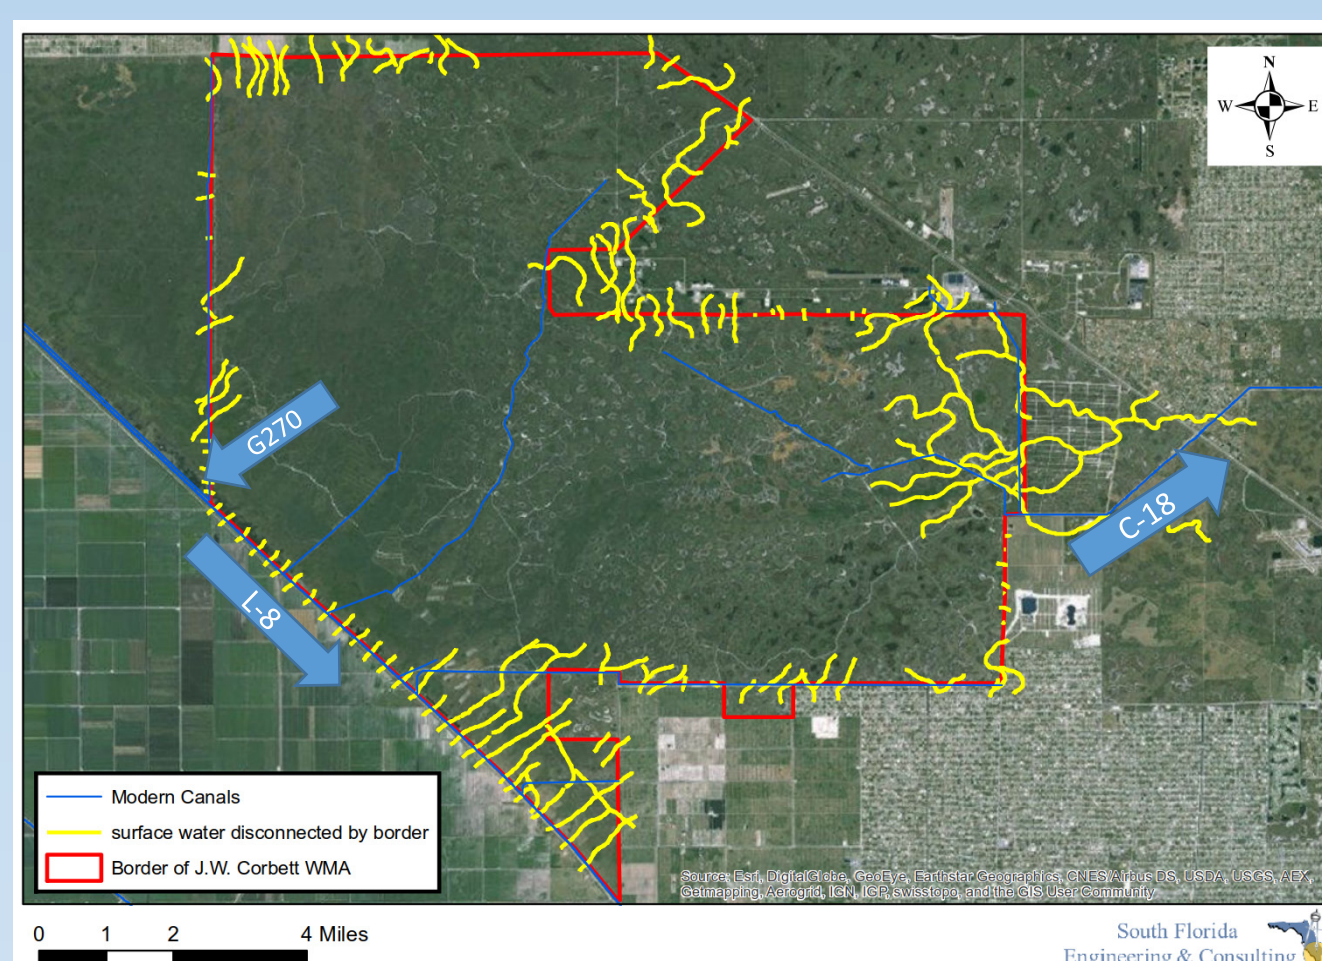 N
W E
S
G270
C-18
L-8
Modern Canals
surface water disconnected by border
Border of J.W. Corbett WMA
Source: Esri, DigitalGlobe, GeoEye, Earthstar Geographics, CNES/Airbus DS, USDA, USGS, AEX,
Getmapping, Aerogrid, IGN, IGP, swisstopo, and the GIS User Community
0 1 2 4 Miles
South Florida
Engineering & Consulting